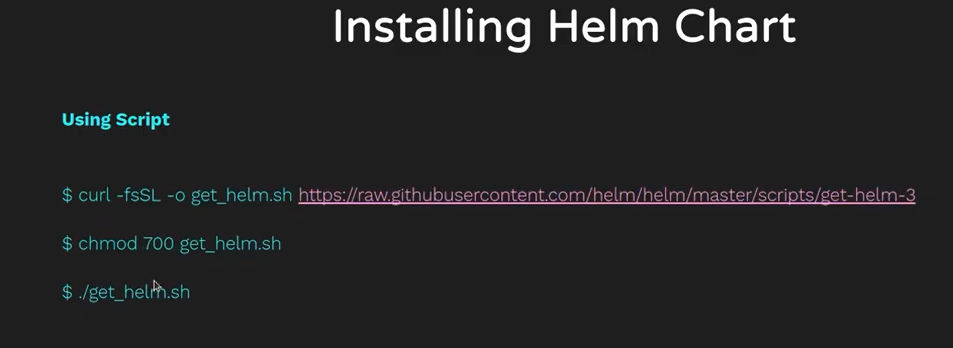 Installing Helm Chart
Using Script
$ curl -fsSL -o get_helm.sh https://raw.githubusercontent.com/helm/helm/master/scripts/get-helm-3
$ chmod 700 get_helm.sh
$ ./get_helm.sh